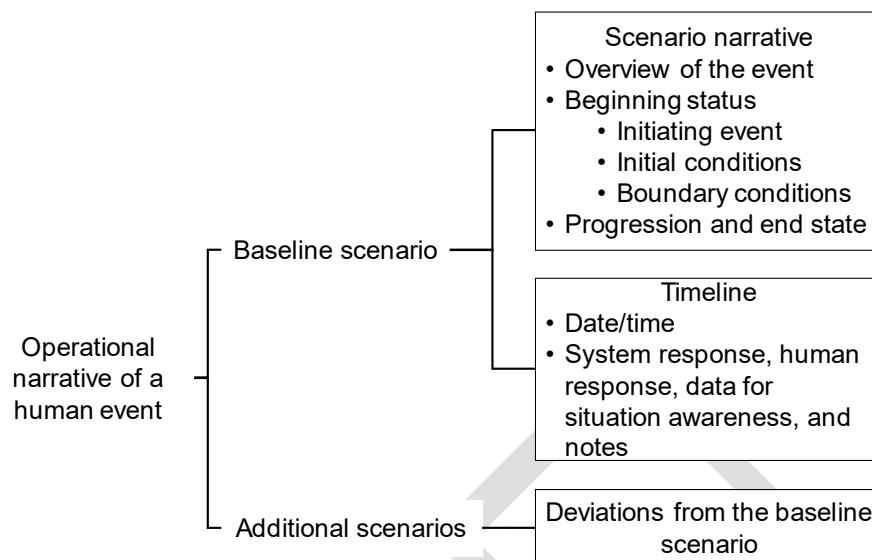 Scenario narrative
• Overview of the event
• Beginning status
• Initiating event
• Initial conditions
• Boundary conditions
• Progression and end state
Baseline scenario
Timeline
• Date/time
• System response, human
response, data for
situation awareness, and
notes
Operational
narrative of a
human event
Additional scenarios
Deviations from the baseline
scenario